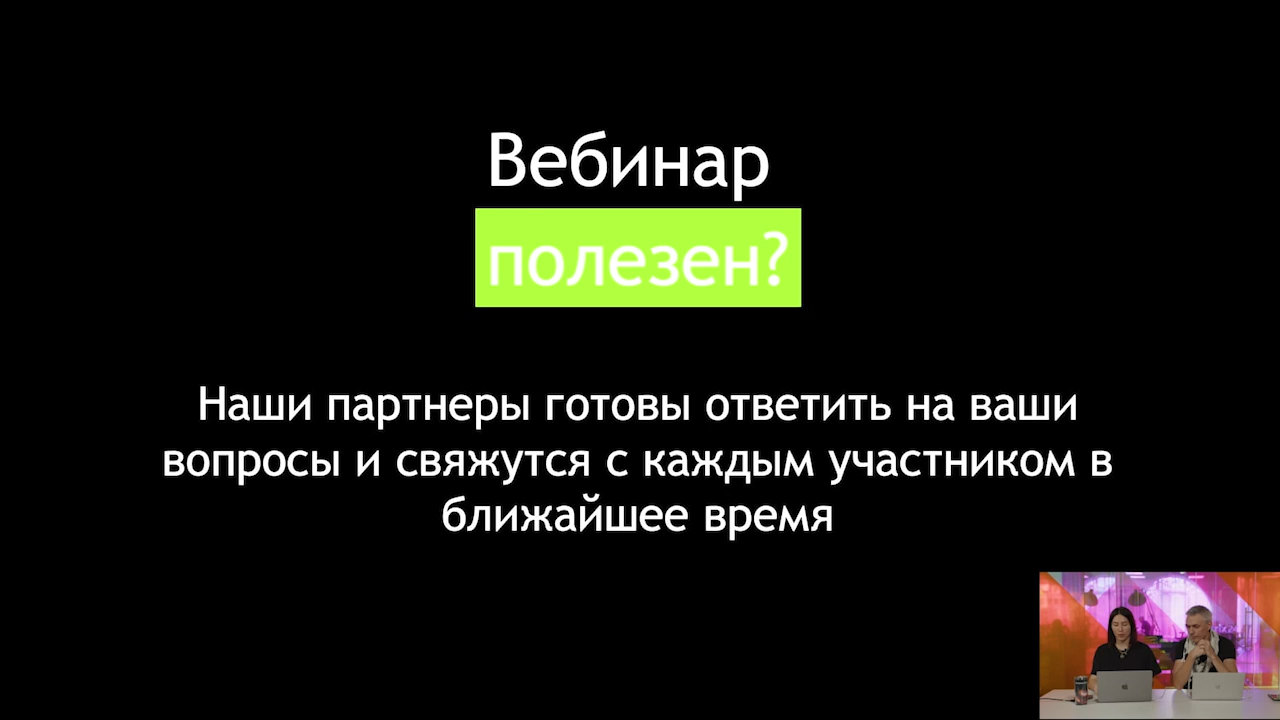 Вебинар
полезен?
Наши партнеры готовы ответить на ваши
вопросы и свяжутся с каждым участником в
ближайшее время